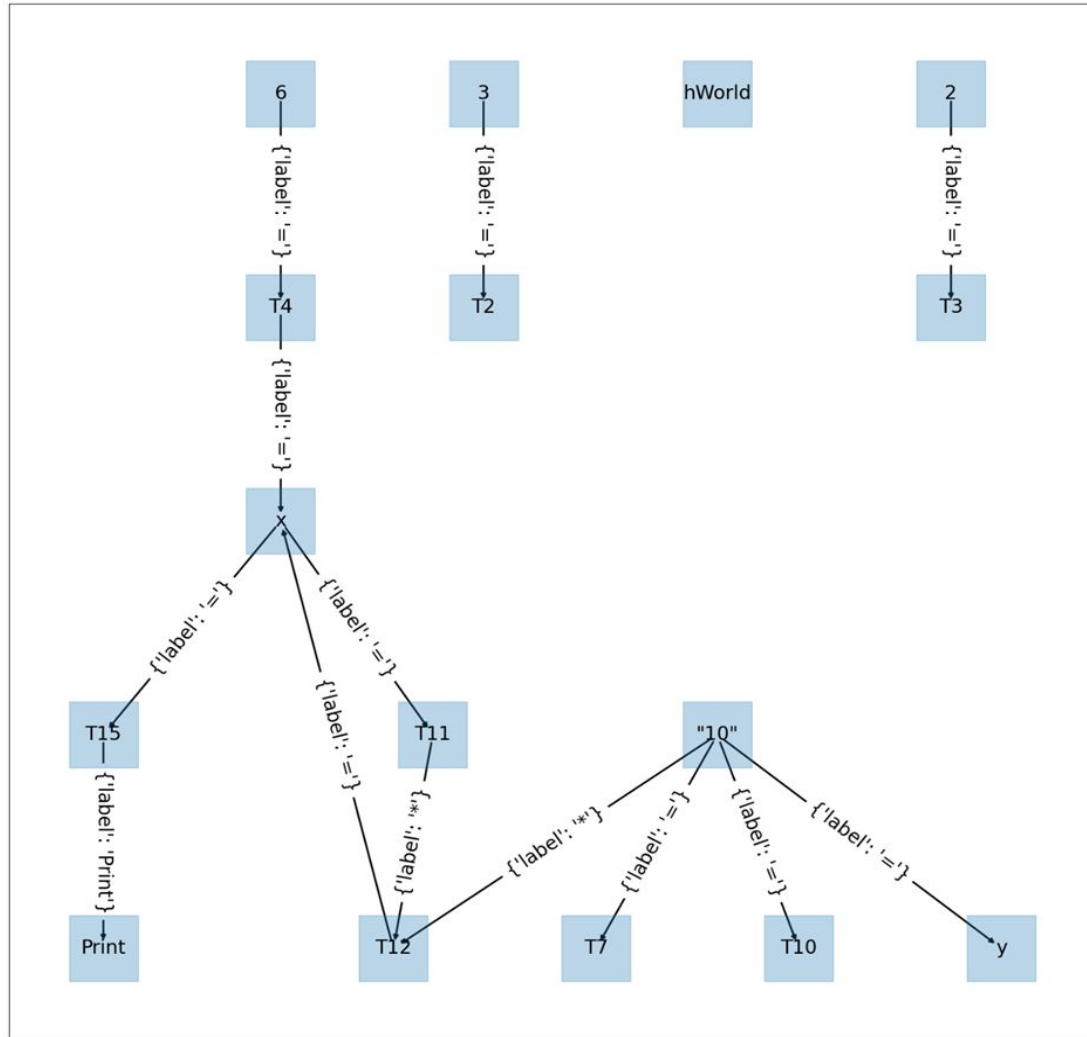 6
3
hWorld
2
{'label': '='}
{'label': '='}
{'label': '='}
T4
T2
T3
{'label': '='}
x
{'label': '='}
{'label': '='}
{'label': '='}
T15
T11
"10"
{'label': 'Print'}
{'label': '*'}
{'label': '*'}
{'label': '='}
{'label': '='}
{'label': '='}
Print
T12
T7
T10
y